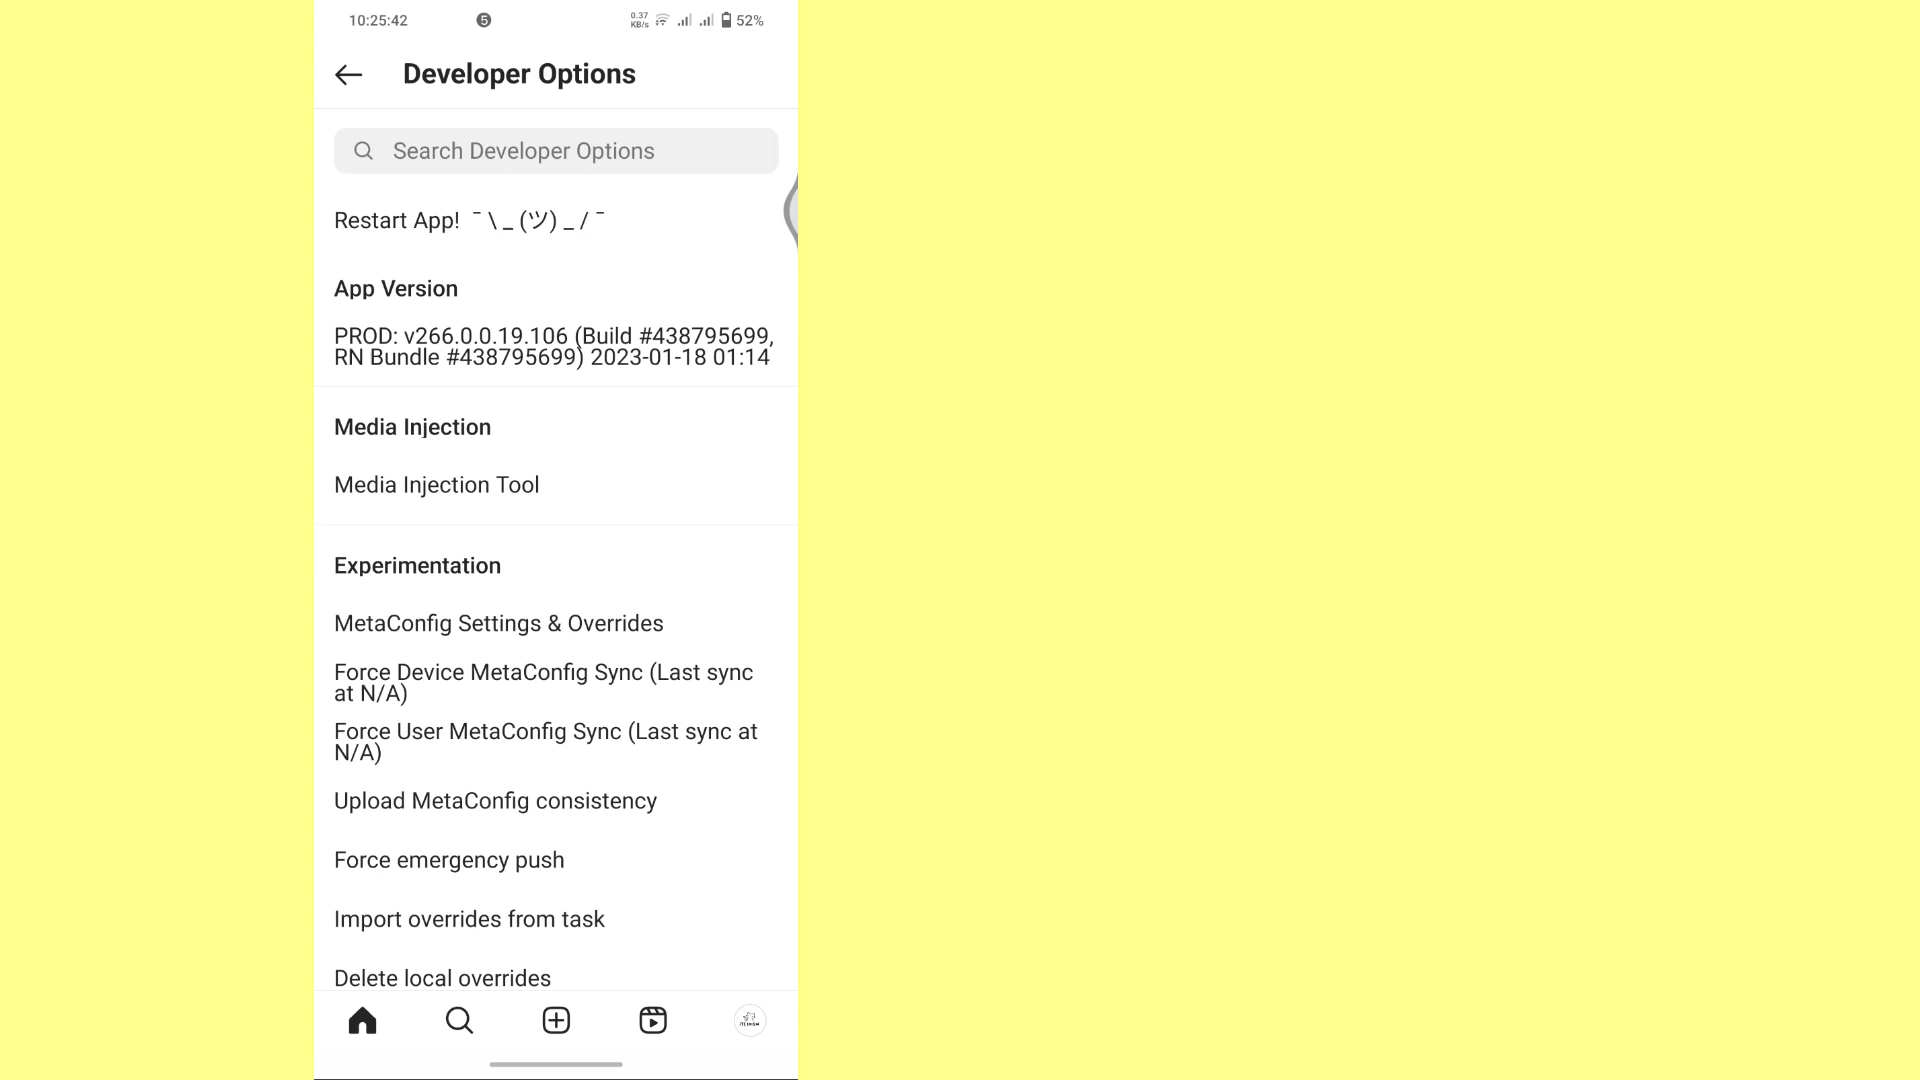 10:25:42
5
0.37
KB/s
52%
Developer Options
Search Developer Options
Restart App! ¯ \ _ (ツ) _ / ¯
App Version
PROD: v266.0.0.19.106 (Build #438795699,
RN Bundle #438795699) 2023-01-18 01:14
Media Injection
Media Injection Tool
Experimentation
MetaConfig Settings & Overrides
Force Device MetaConfig Sync (Last sync
at N/A)
Force User MetaConfig Sync (Last sync at
N/A)
Upload MetaConfig consistency
Force emergency push
Import overrides from task
Delete local overrides